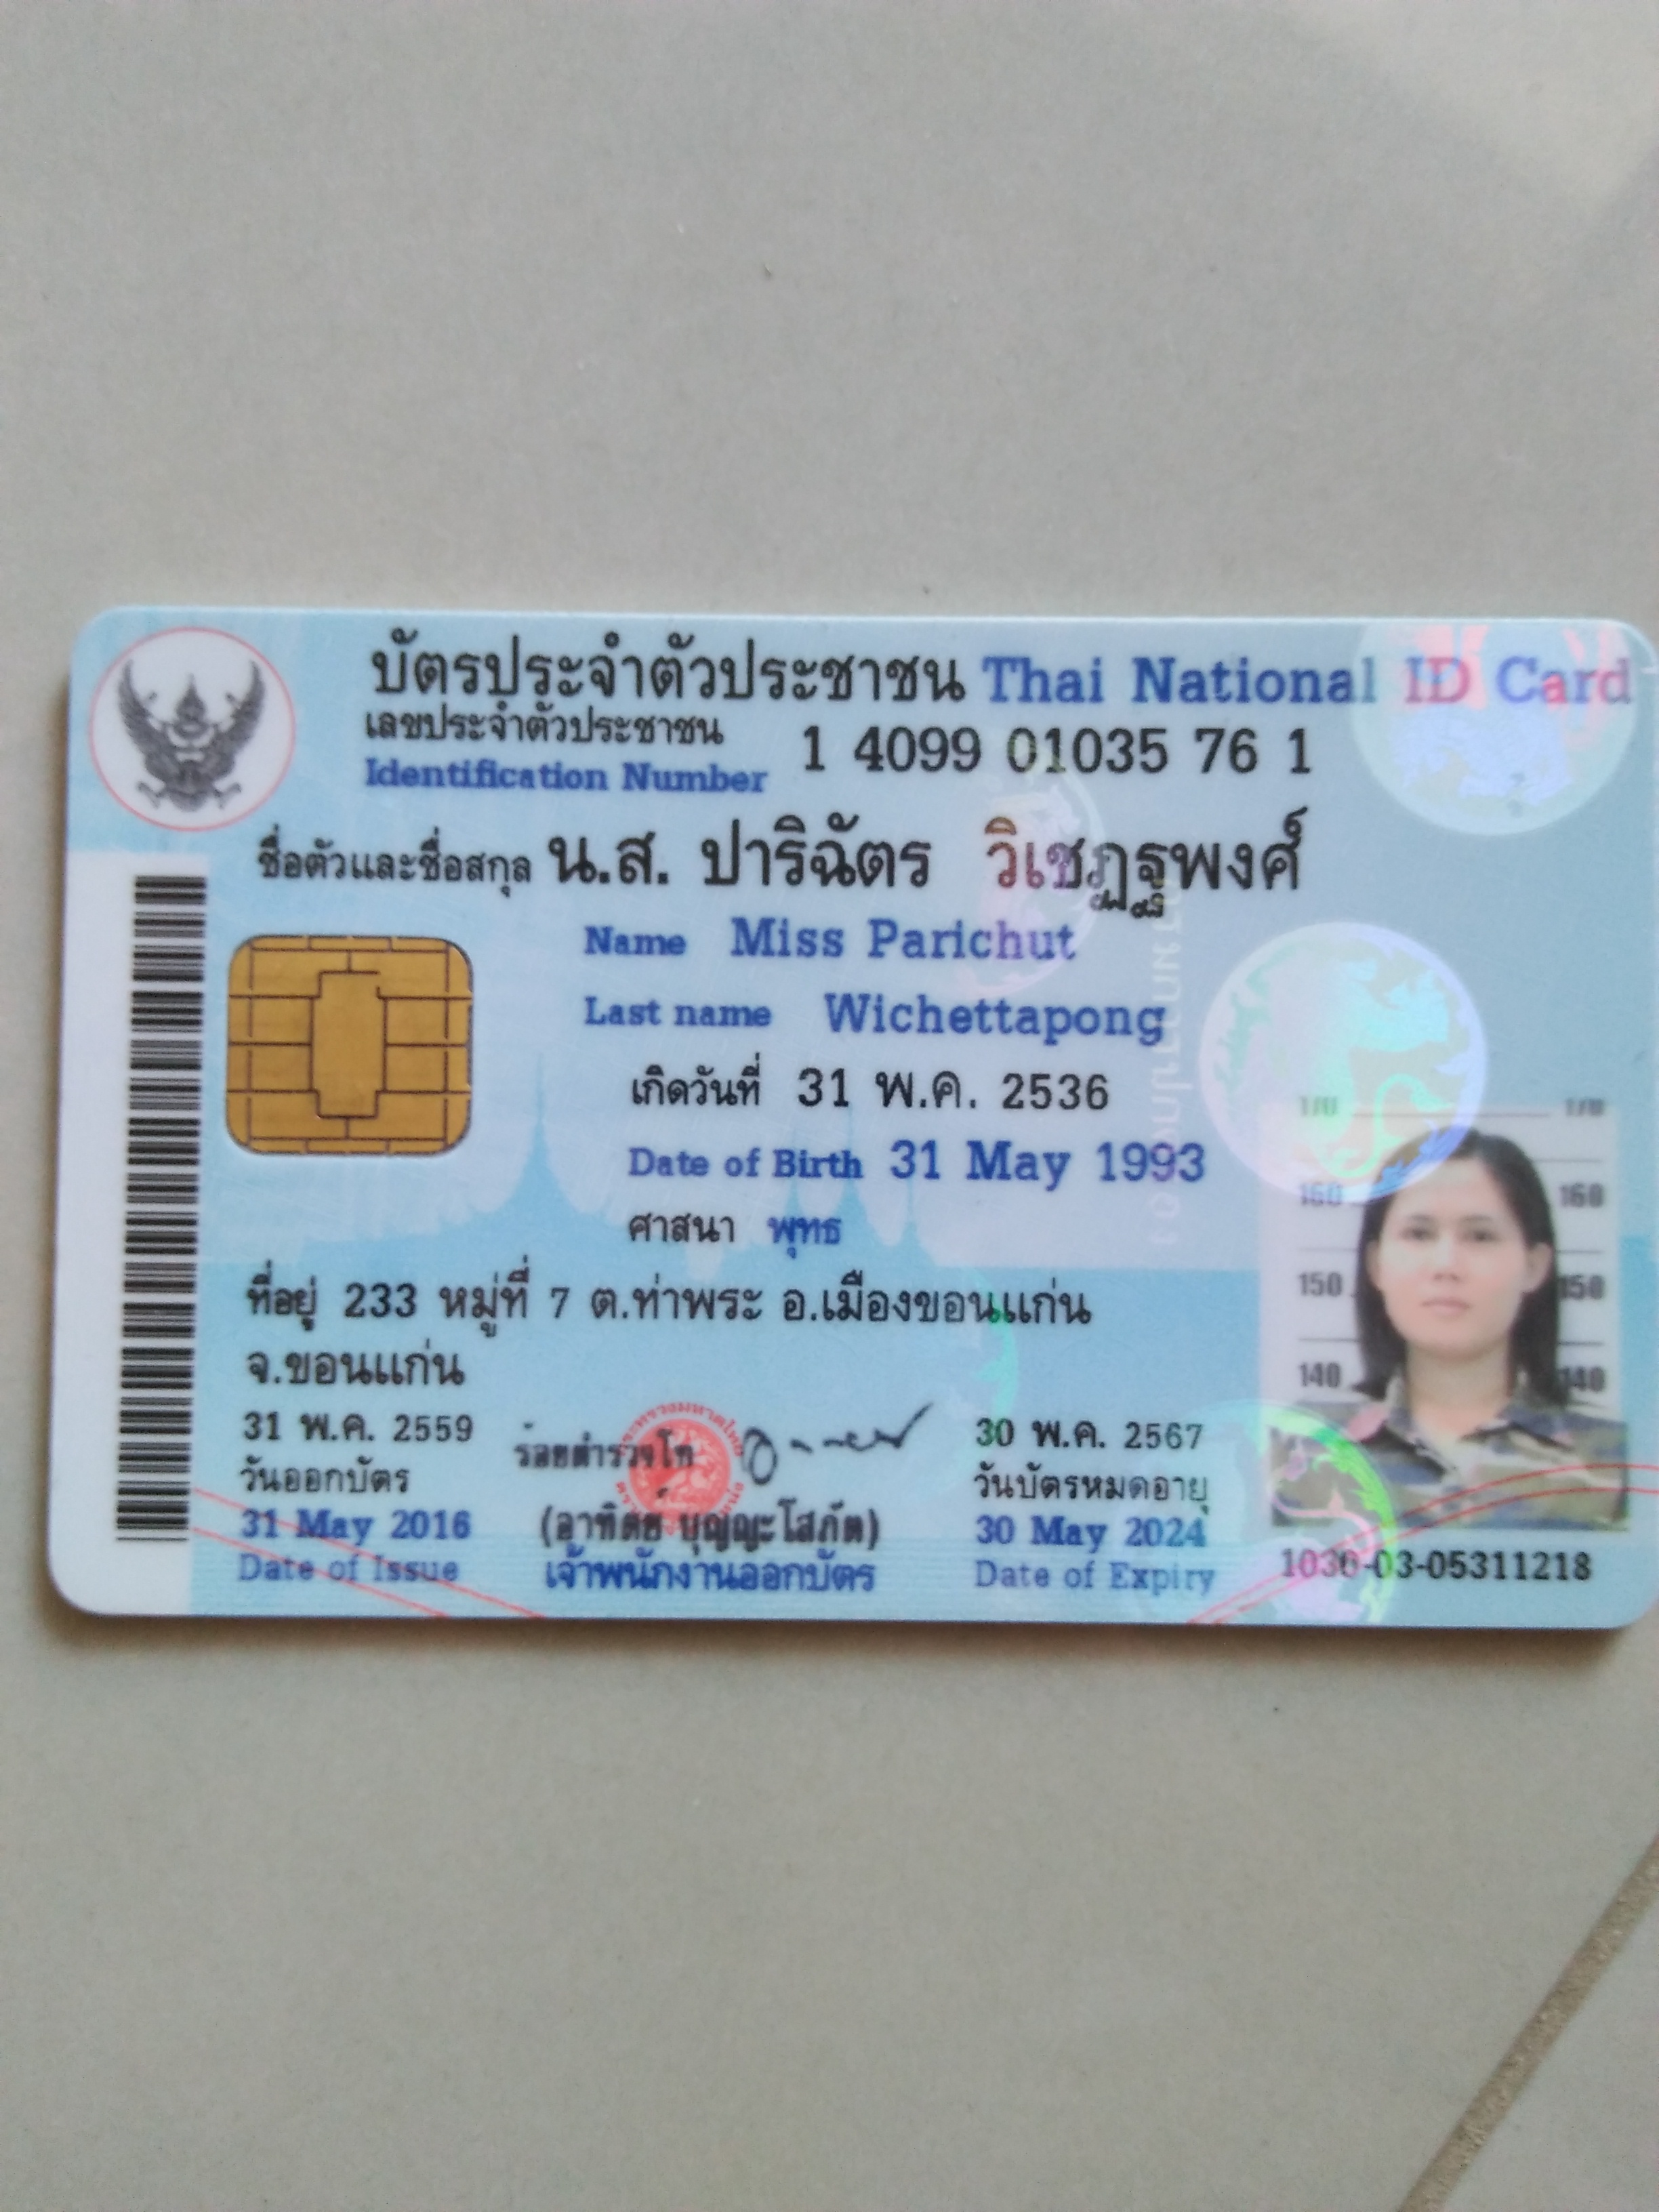 บัตรประจำตัวประชาชน Thai National ID Card
เลขประจำตัวประชาชน 1 4099 01035 76 1
Identification Number
ชื่อตัวและชื่อสกุล น.ส. ปาริฉัตร วิเชฏฐพงศ์
Name Miss Parichut
Last name Wichettapong
เกิดวันที่ 31 พ.ค. 2536
Date of Birth 31 May 1993
ศาสนา พุทธ
ที่อยู่ 233 หมู่ที่ 7 ต.ท่าพระ อ.เมืองขอนแก่น
จ.ขอนแก่น
170 170
160 160
150 150
140 140
31 พ.ค. 2559 ร้อยตำรวจโท 30 พ.ค. 2567
วันออกบัตร วันบัตรหมดอายุ
31 May 2016 (อาทิตย์ บุญญะโสภัต) 30 May 2024
Date of Issue เจ้าพนักงานออกบัตร Date of Expiry
1030-03-05311218